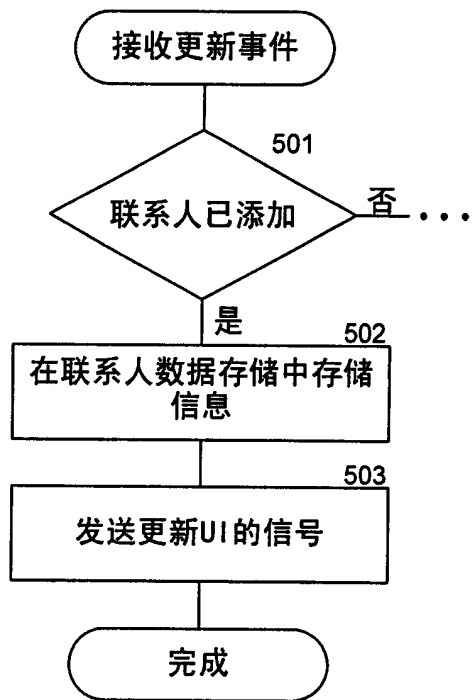 接收更新事件
501
联系人已添加
否...
是
502
在联系人数据存储中存储
信息
503
发送更新UI的信号
完成